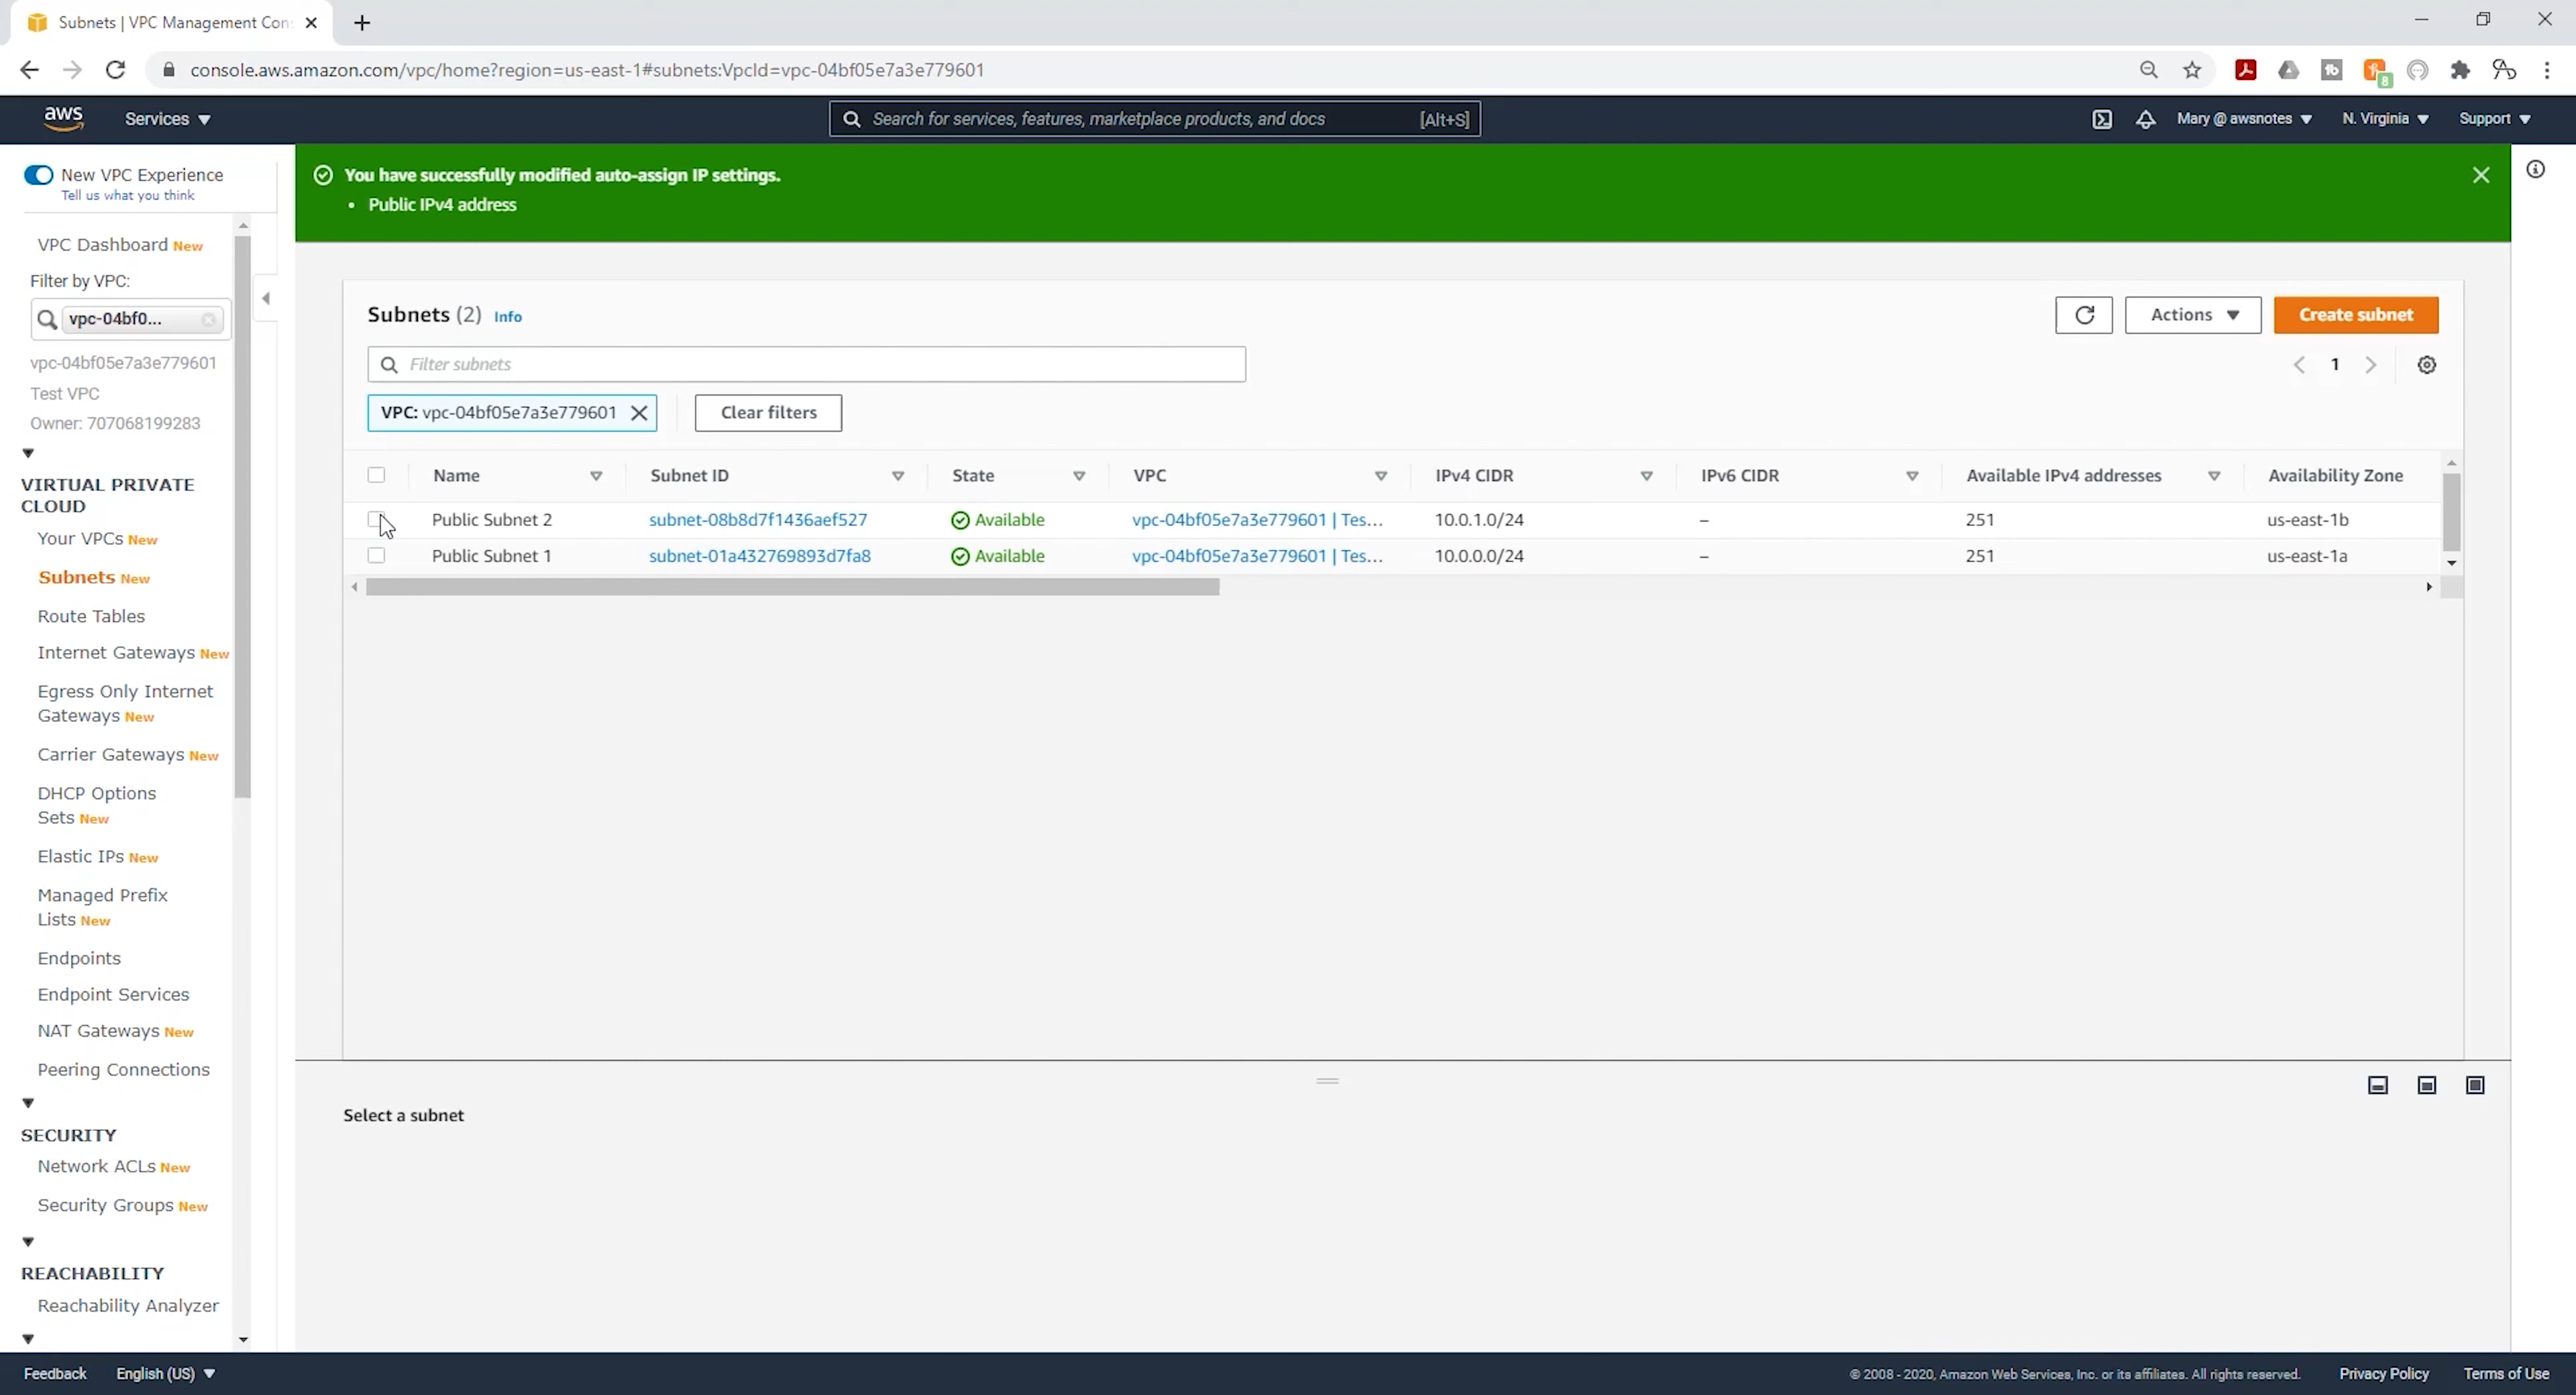 Subnets | VPC Management Con
console.aws.amazon.com/vpc/home?region=us-east-1#subnets:VpcId=vpc-04bf05e7a3e779601
8
aws
Services
Search for services, features, marketplace products, and docs
[Alt+S]
Mary @ awsnotes
N. Virginia
Support
New VPC Experience
Tell us what you think
You have successfully modified auto-assign IP settings.
• Public IPv4 address
VPC Dashboard New
Filter by VPC:
vpc-04bf0...
vpc-04bf05e7a3e779601
Test VPC
Owner: 707068199283
VIRTUAL PRIVATE
CLOUD
Your VPCs New
Subnets New
Route Tables
Internet Gateways New
Egress Only Internet
Gateways New
Carrier Gateways New
DHCP Options
Sets New
Elastic IPs New
Managed Prefix
Lists New
Endpoints
Endpoint Services
NAT Gateways New
Peering Connections
SECURITY
Network ACLs New
Security Groups New
REACHABILITY
Reachability Analyzer
Subnets (2) Info
Actions
Create subnet
Filter subnets
1
VPC: vpc-04bf05e7a3e779601
Clear filters
Name Subnet ID State VPC IPv4 CIDR IPv6 CIDR Available IPv4 addresses Availability Zone
Public Subnet 2 subnet-08b8d7f1436aef527 Available vpc-04bf05e7a3e779601 | Tes... 10.0.1.0/24 – 251 us-east-1b
Public Subnet 1 subnet-01a432769893d7fa8 Available vpc-04bf05e7a3e779601 | Tes... 10.0.0.0/24 – 251 us-east-1a
Select a subnet
Feedback
English (US)
© 2008 - 2020, Amazon Web Services, Inc. or its affiliates. All rights reserved.
Privacy Policy
Terms of Use